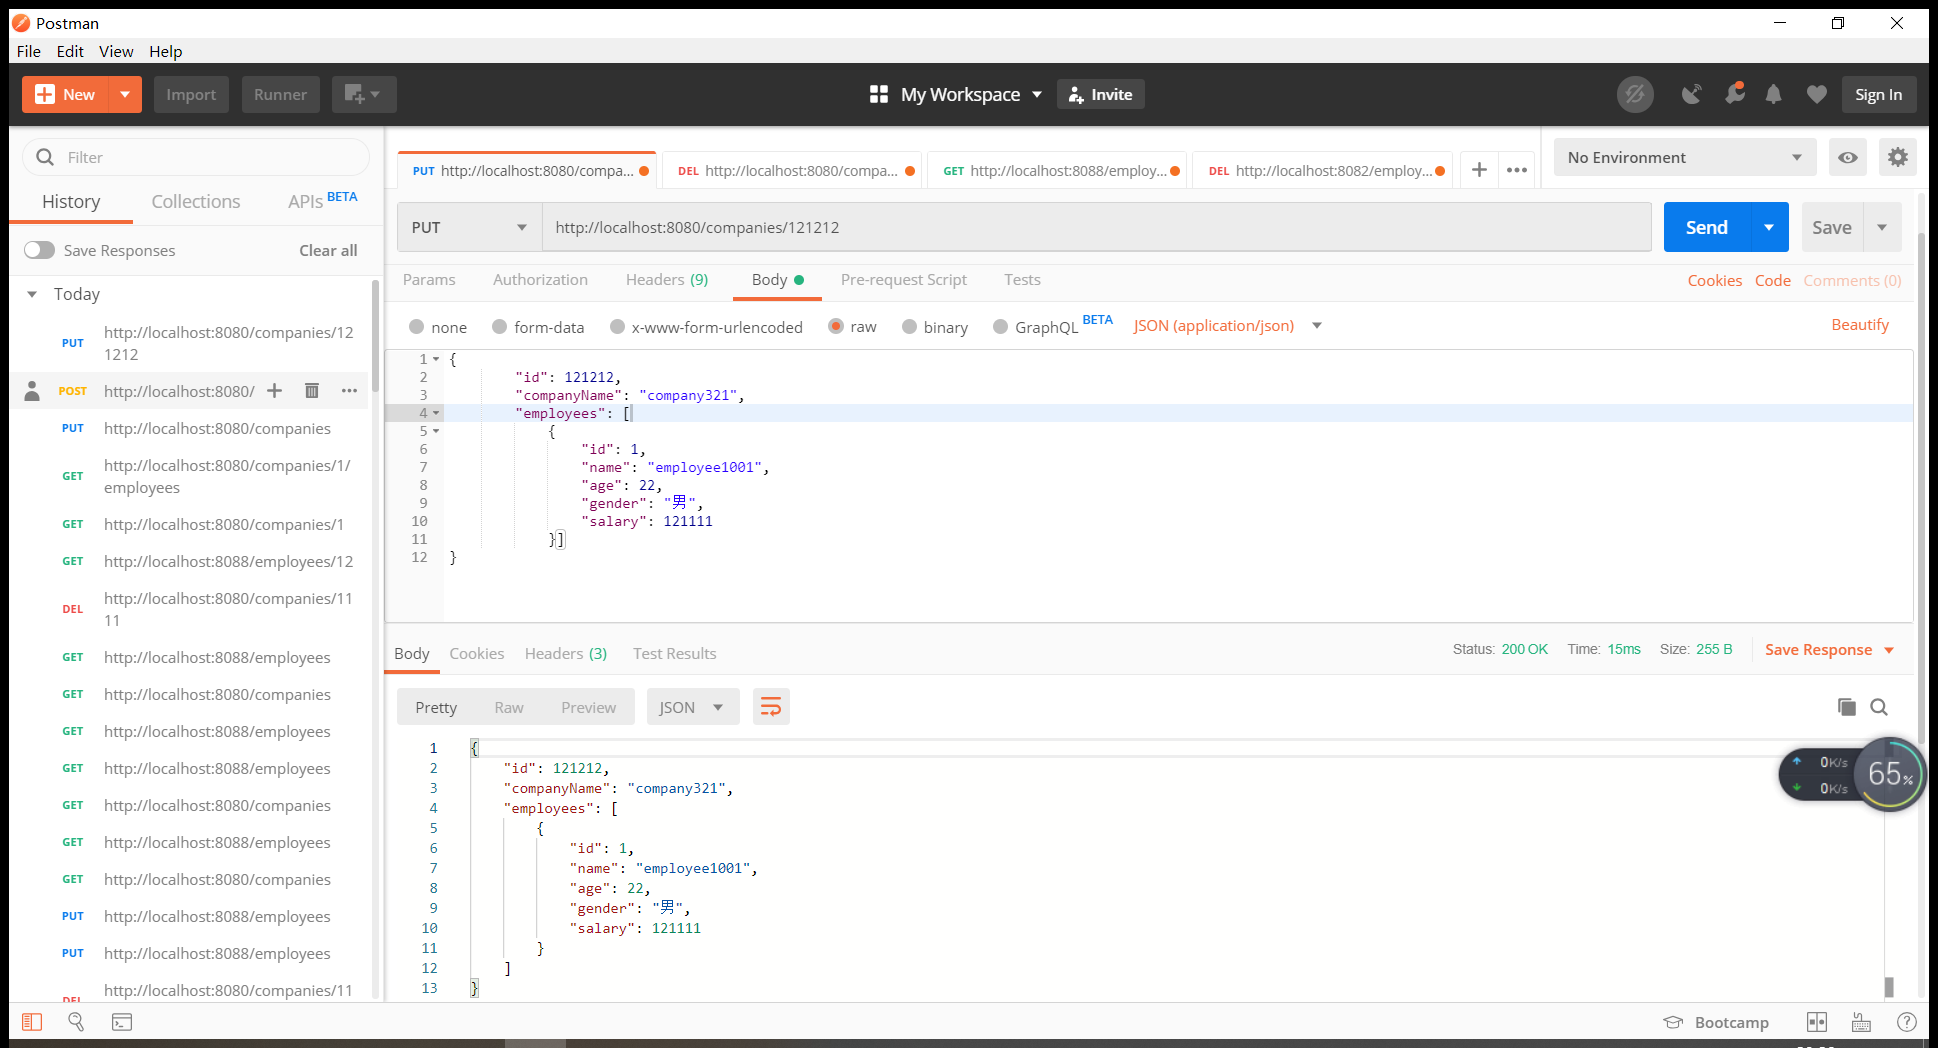 Postman
File Edit View Help
New Import Runner My Workspace Invite Sign In
Filter
History Collections APIs BETA
Save Responses Clear all
Today
PUT http://localhost:8080/companies/12
1212
POST http://localhost:8080/
PUT http://localhost:8080/companies
GET http://localhost:8080/companies/1/
employees
GET http://localhost:8080/companies/1
GET http://localhost:8088/employees/12
DEL http://localhost:8080/companies/11
11
GET http://localhost:8088/employees
GET http://localhost:8080/companies
GET http://localhost:8088/employees
GET http://localhost:8088/employees
GET http://localhost:8080/companies
GET http://localhost:8088/employees
GET http://localhost:8080/companies
PUT http://localhost:8088/employees
PUT http://localhost:8088/employees
DEL http://localhost:8080/companies/11
PUT http://localhost:8080/compa... DEL http://localhost:8080/compa... GET http://localhost:8088/employ... DEL http://localhost:8082/employ... + •••
No Environment
PUT http://localhost:8080/companies/121212 Send Save
Params Authorization Headers (9) Body Pre-request Script Tests Cookies Code Comments (0)
none form-data x-www-form-urlencoded raw binary GraphQL BETA JSON (application/json) Beautify
1 {
2 "id": 121212,
3 "companyName": "company321",
4 "employees": [
5 {
6 "id": 1,
7 "name": "employee1001",
8 "age": 22,
9 "gender": "男",
10 "salary": 121111
11 }]
12 }
Body Cookies Headers (3) Test Results Status: 200 OK Time: 15ms Size: 255 B Save Response
Pretty Raw Preview JSON
1 {
2 "id": 121212,
3 "companyName": "company321",
4 "employees": [
5 {
6 "id": 1,
7 "name": "employee1001",
8 "age": 22,
9 "gender": "男",
10 "salary": 121111
11 }
12 ]
13 }
0K/s
0K/s
65%
Bootcamp